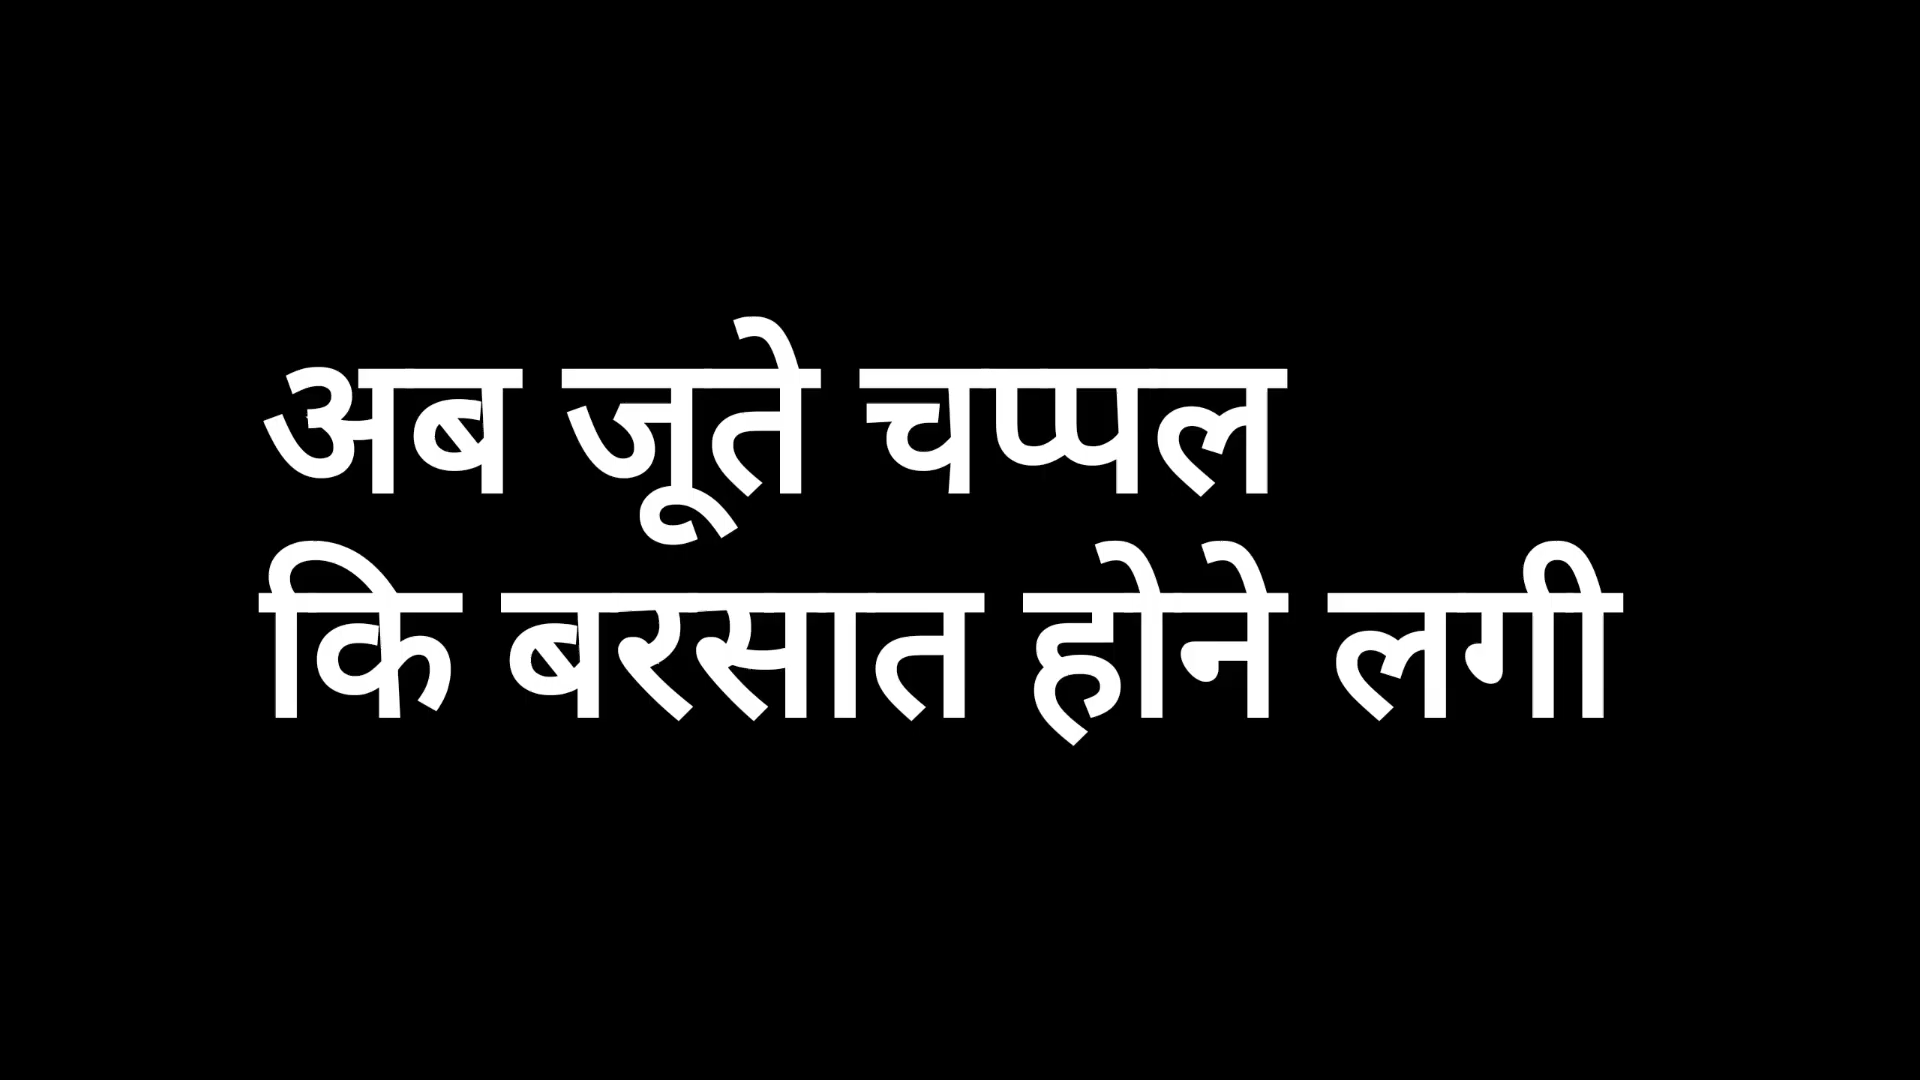 अब जूते चप्पल
कि बरसात होने लगी